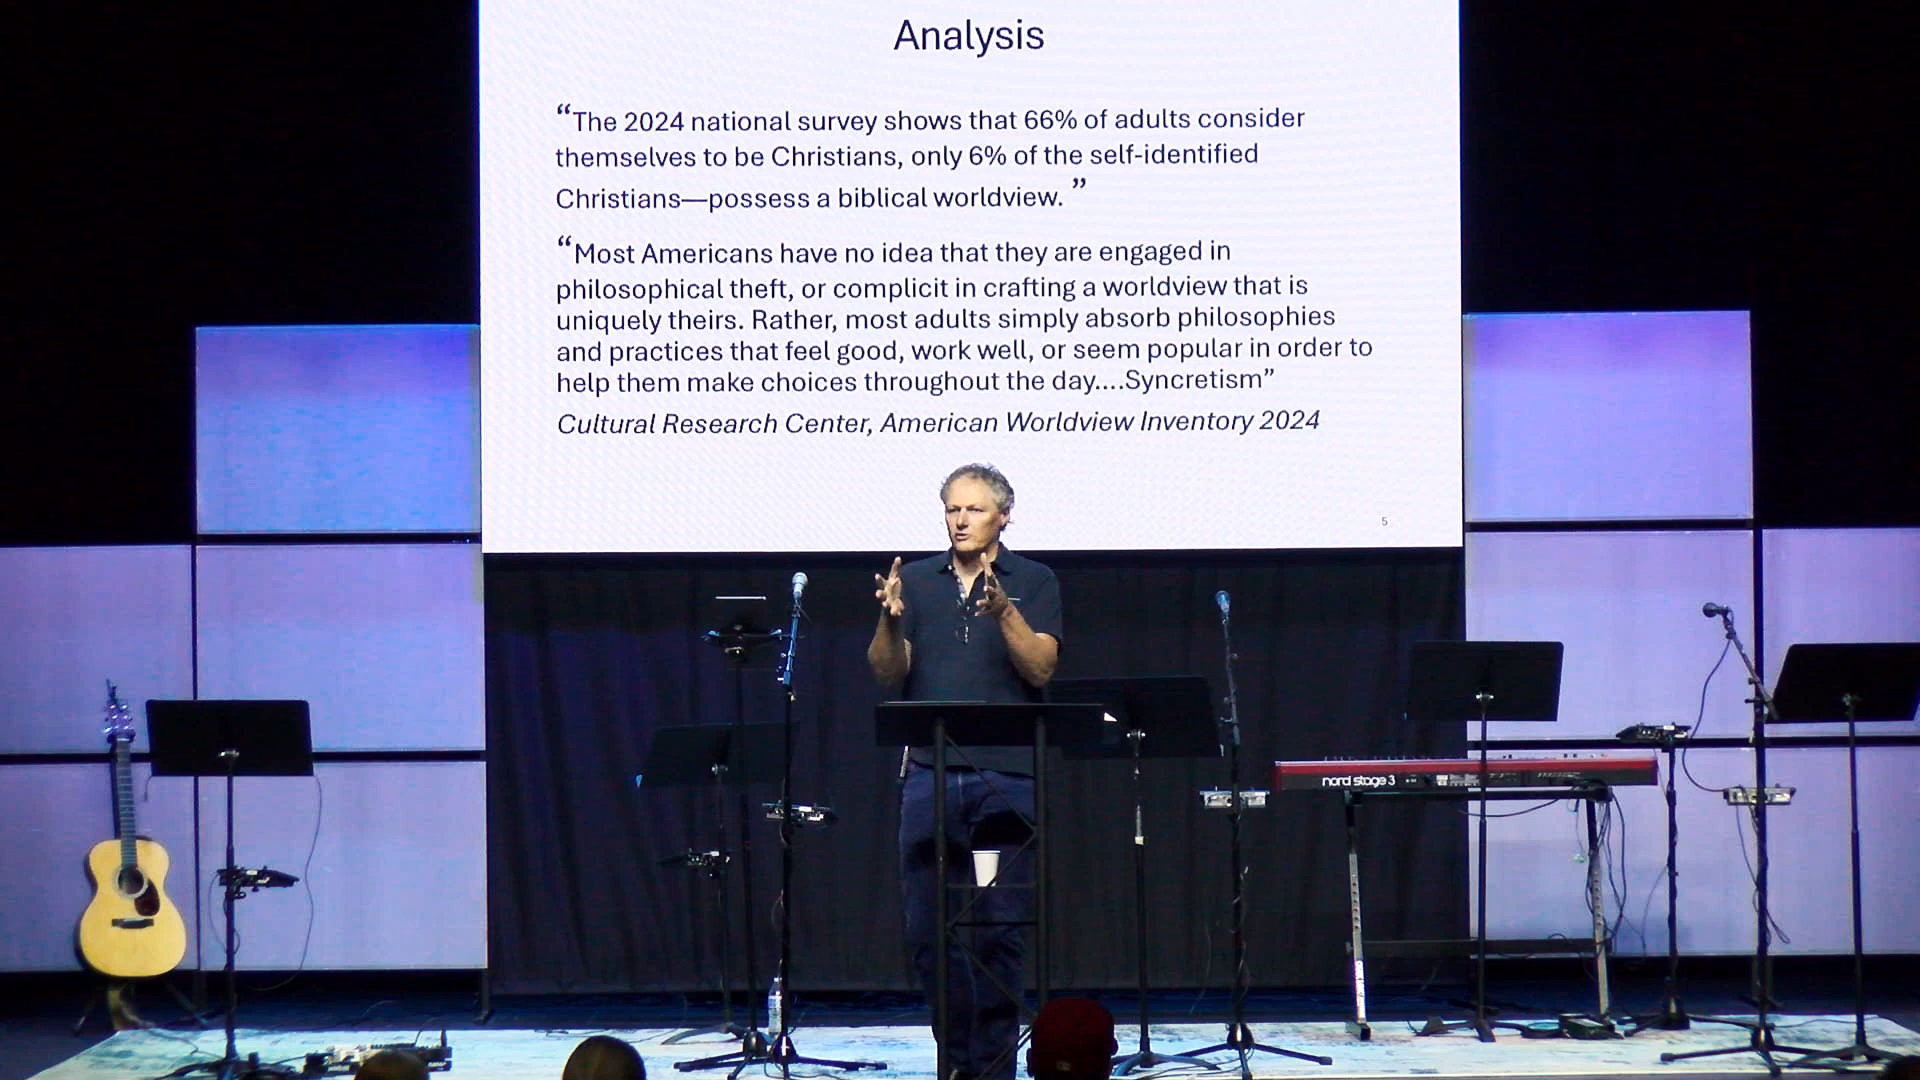 Analysis
“The 2024 national survey shows that 66% of adults consider
themselves to be Christians, only 6% of the self-identified
Christians—possess a biblical worldview. ”
“Most Americans have no idea that they are engaged in
philosophical theft, or complicit in crafting a worldview that is
uniquely theirs. Rather, most adults simply absorb philosophies
and practices that feel good, work well, or seem popular in order to
help them make choices throughout the day....Syncretism”
Cultural Research Center, American Worldview Inventory 2024
5
nord stage 3